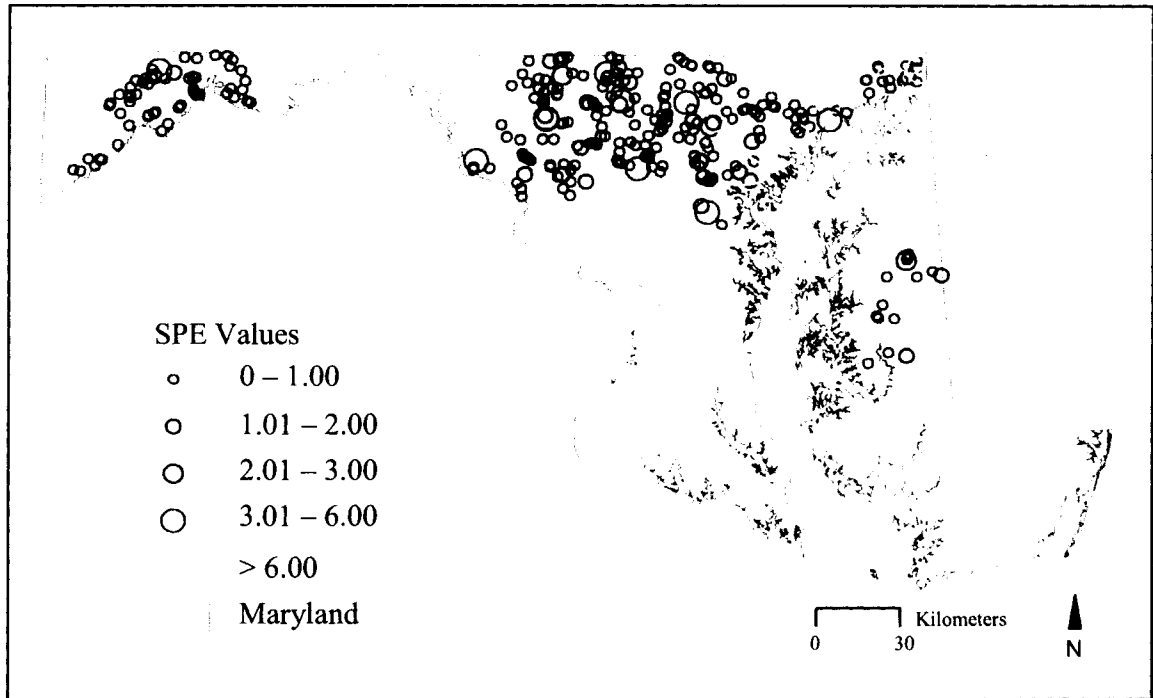 SPE Values
0 – 1.00
1.01 – 2.00
2.01 – 3.00
3.01 – 6.00
> 6.00
Maryland
Kilometers
0 30
N